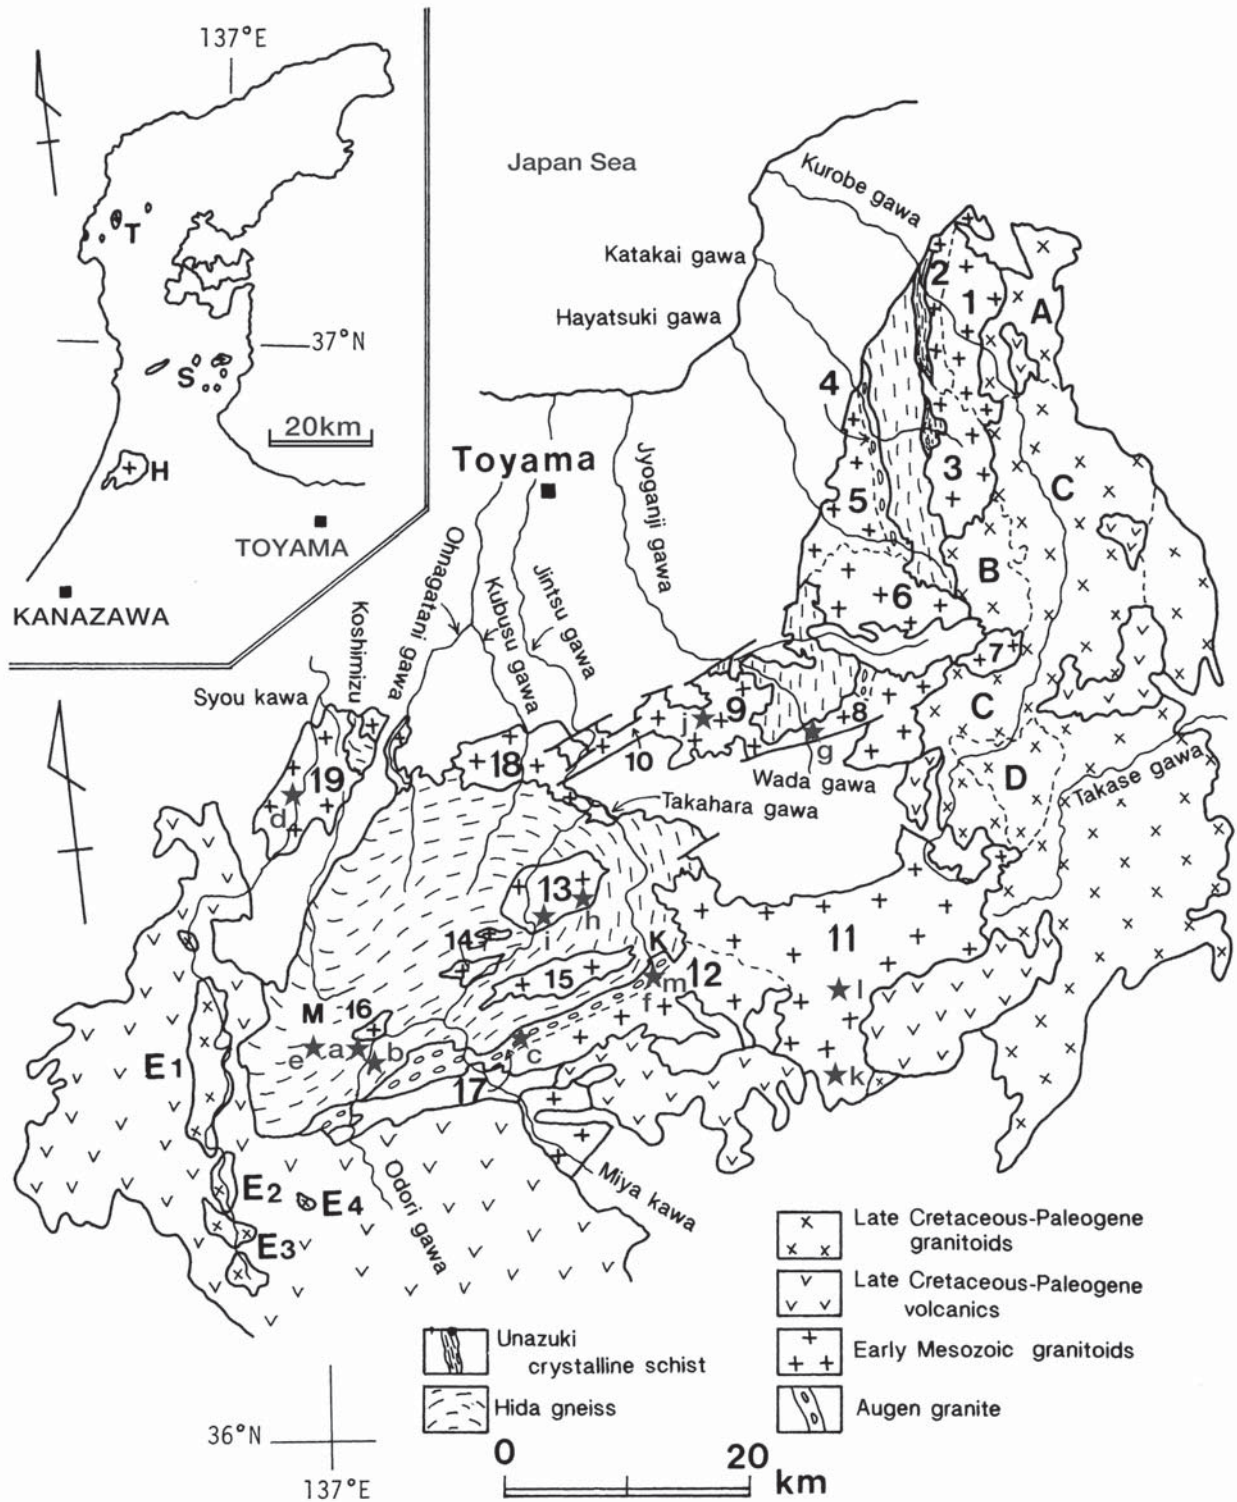 137°E
Japan Sea
Kurobe gawa
T
Katakai gawa
2
1
A
Hayatsuki gawa
37°N
S
4
20km
Toyama
Jyoganji gawa
3
C
H
5
TOYAMA
Ohnagatani gawa
Kubusu gawa
Jintsu gawa
B
6
KANAZAWA
Koshimizu
7
Syou kawa
9
8
C
j
g
18
10
19
Wada gawa
D
Takase gawa
d
Takahara gawa
13
h
i
14
K
11
15
12
m
l
f
M
16
e
a
b
c
E1
k
17
E2
E4
Odori gawa
Miya kawa
E3
Late Cretaceous-Paleogene
granitoids
Late Cretaceous-Paleogene
volcanics
Unazuki
crystalline schist
Early Mesozoic granitoids
Hida gneiss
Augen granite
36°N
0
20
km
137°E